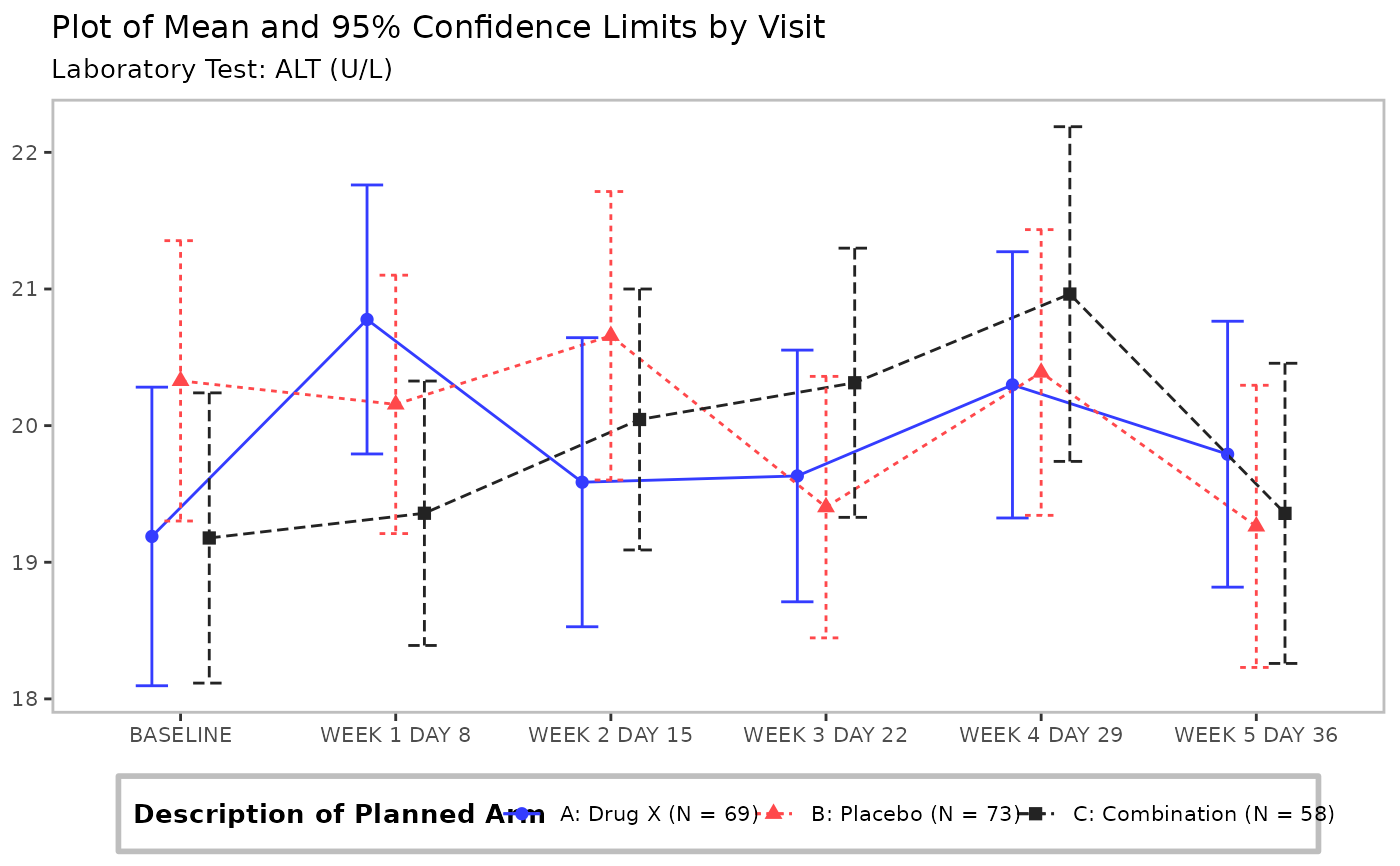 Plot of Mean and 95% Confidence Limits by Visit
Laboratory Test: ALT (U/L)
22
21
20
19
18
BASELINE
WEEK 1 DAY 8
WEEK 2 DAY 15
WEEK 3 DAY 22
WEEK 4 DAY 29
WEEK 5 DAY 36
Description of Planned Arm
A: Drug X (N = 69)
B: Placebo (N = 73)
C: Combination (N = 58)